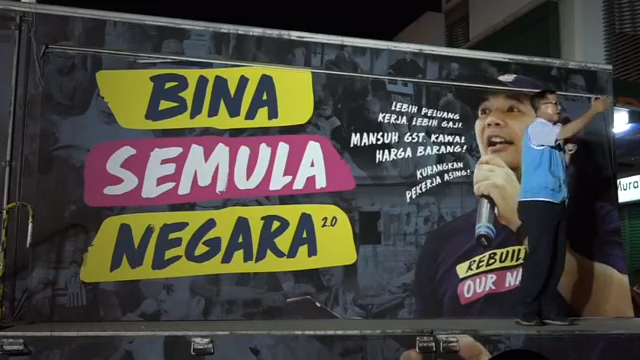 BINA
SEMULA
NEGARA 2.0
LEBIH PELUANG
KERJA, LEBIH GAJI!
MANSUH GST, KAWAL
HARGA BARANG!
KURANGKAN
PEKERJA ASING!
OUR